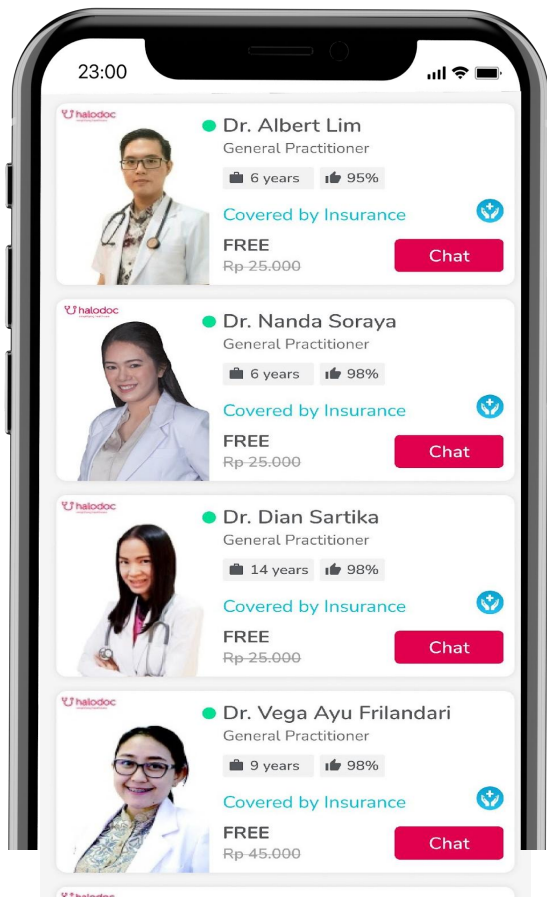 23:00
halodoc
Dr. Albert Lim
General Practitioner
6 years 95%
Covered by Insurance
FREE
Rp 25.000
Chat
halodoc
Dr. Nanda Soraya
General Practitioner
6 years 98%
Covered by Insurance
FREE
Rp 25.000
Chat
halodoc
Dr. Dian Sartika
General Practitioner
14 years 98%
Covered by Insurance
FREE
Rp 25.000
Chat
halodoc
Dr. Vega Ayu Frilandari
General Practitioner
9 years 98%
Covered by Insurance
FREE
Rp 45.000
Chat
halodoc